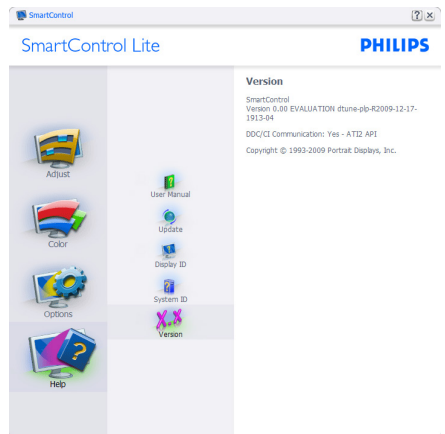 SmartControl
SmartControl Lite
PHILIPS
Adjust
Color
Options
Help
User Manual
Update
Display ID
System ID
X.X
Version
Version
SmartControl
Version 0.00 EVALUATION dtune-plp-R2009-12-17-
1913-04
DDC/CI Communication: Yes - ATI2 API
Copyright © 1993-2009 Portrait Displays, Inc.